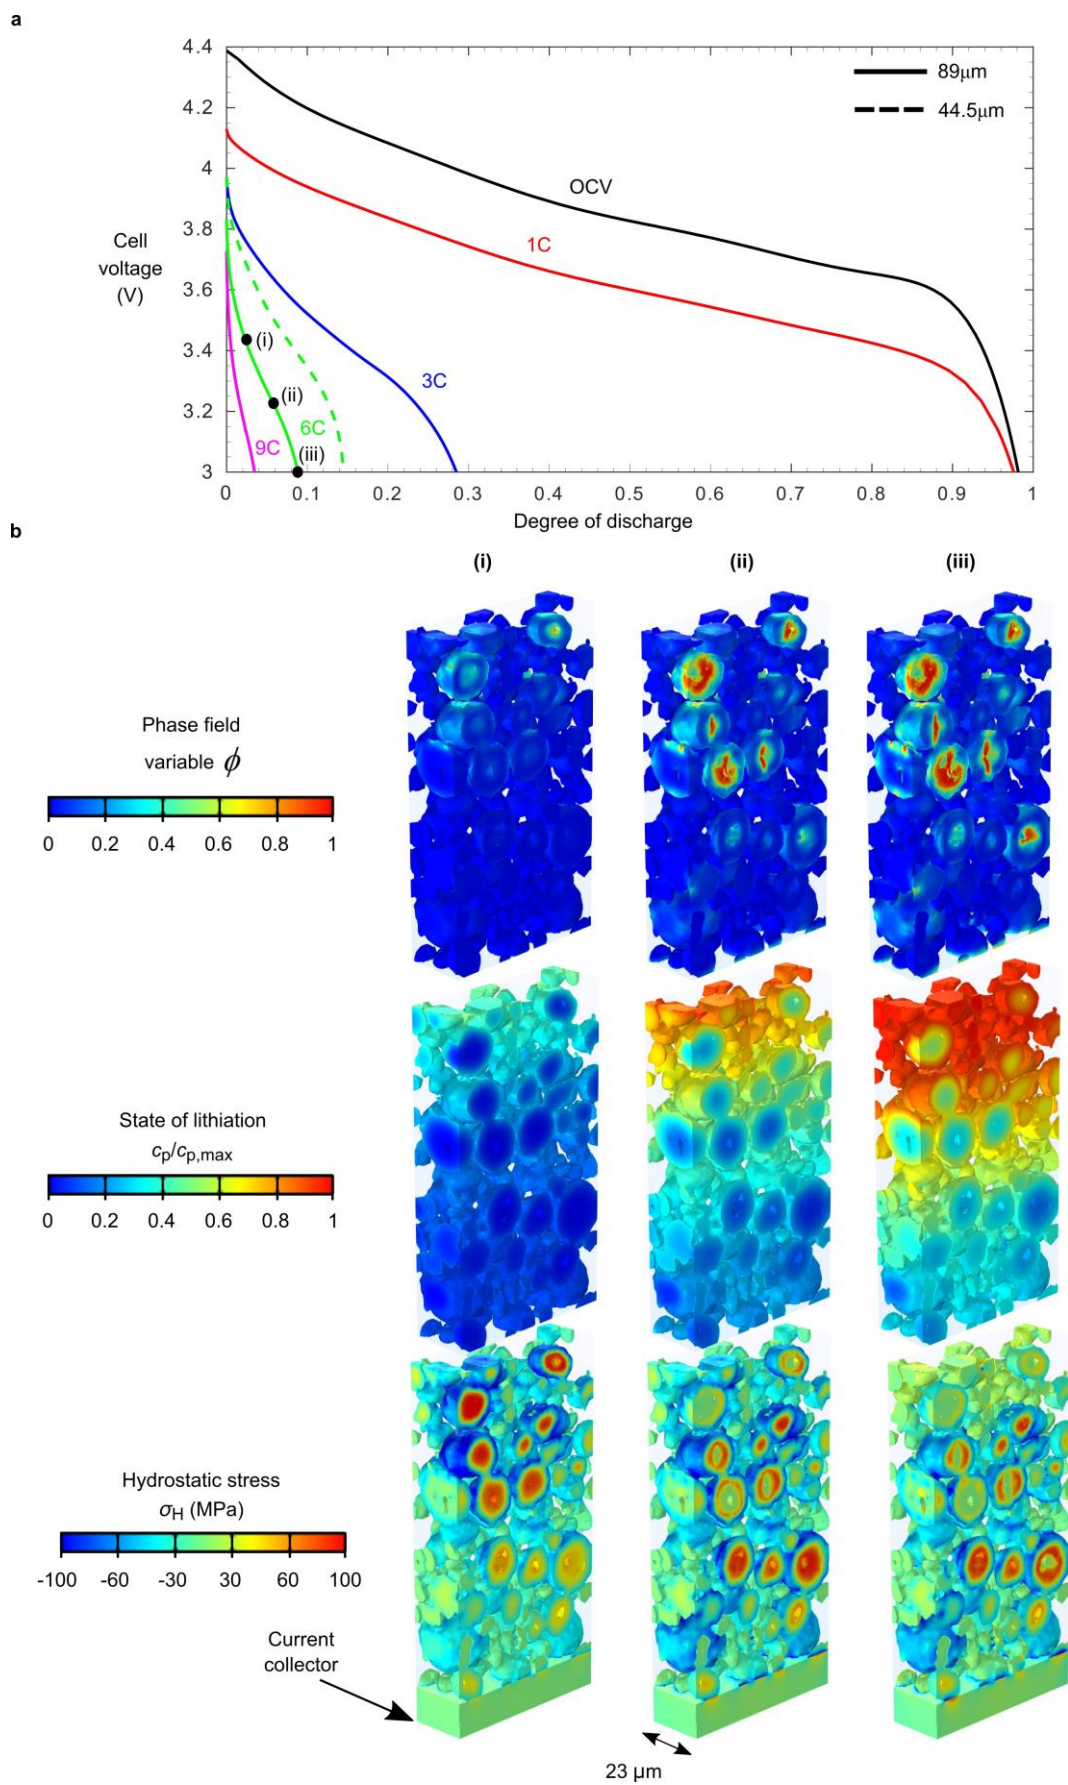 a
4.4
4.2
4
3.8
3.6
3.4
3.2
3
Cell
voltage
(V)
89μm
44.5μm
OCV
1C
3C
6C
9C
(i)
(ii)
(iii)
0 0.1 0.2 0.3 0.4 0.5 0.6 0.7 0.8 0.9 1
Degree of discharge
b
(i) (ii) (iii)
Phase field
variable ϕ
0 0.2 0.4 0.6 0.8 1
State of lithiation
cp/cp,max
0 0.2 0.4 0.6 0.8 1
Hydrostatic stress
σH (MPa)
-100 -60 -30 30 60 100
Current
collector
23 μm